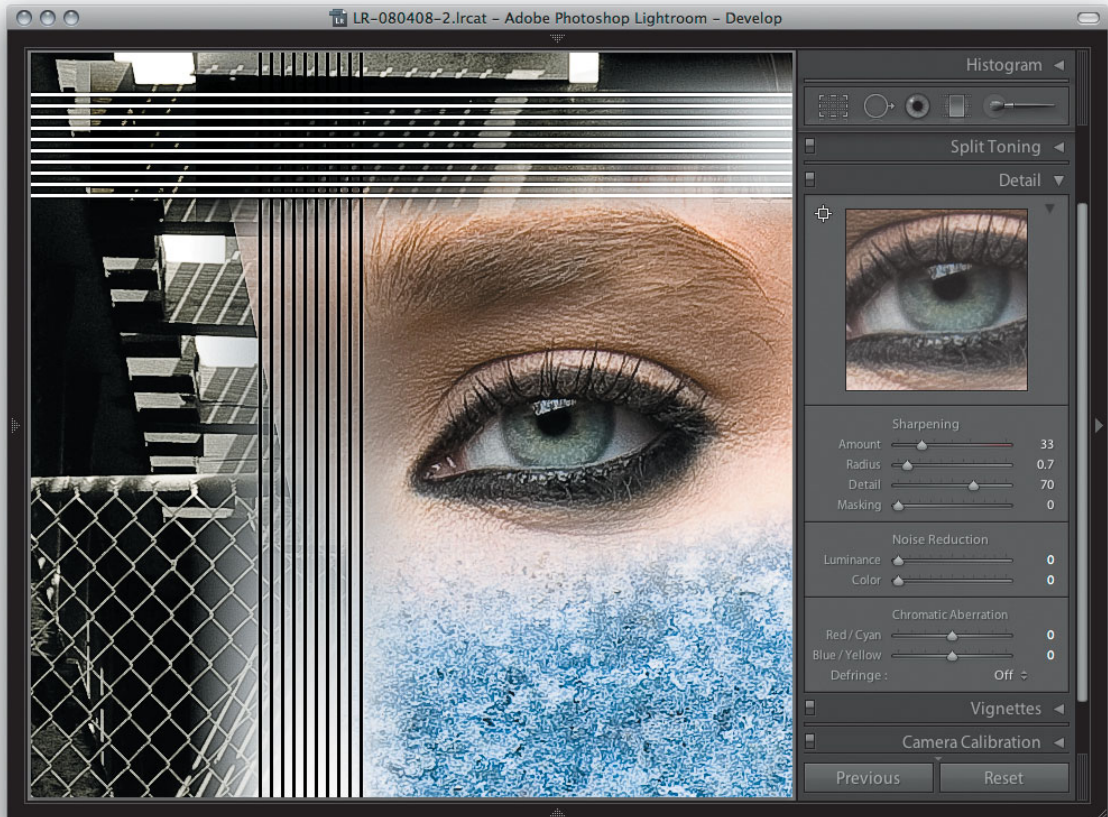 LR-080408-2.lrcat – Adobe Photoshop Lightroom – Develop
Histogram
Split Toning
Detail
Sharpening
Amount 33
Radius 0.7
Detail 70
Masking 0
Noise Reduction
Luminance 0
Color 0
Chromatic Aberration
Red / Cyan 0
Blue / Yellow 0
Defringe : Off
Vignettes
Camera Calibration
Previous Reset